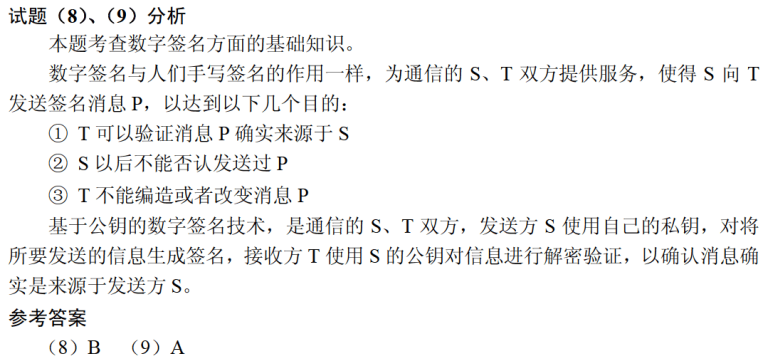 试题（8）、（9）分析
本题考查数字签名方面的基础知识。
数字签名与人们手写签名的作用一样，为通信的 S、T 双方提供服务，使得 S 向 T
发送签名消息 P，以达到以下几个目的：
① T 可以验证消息 P 确实来源于 S
② S 以后不能否认发送过 P
③ T 不能编造或者改变消息 P
基于公钥的数字签名技术，是通信的 S、T 双方，发送方 S 使用自己的私钥，对将
所要发送的信息生成签名，接收方 T 使用 S 的公钥对信息进行解密验证，以确认消息确
实是来源于发送方 S。
参考答案
（8）B （9）A